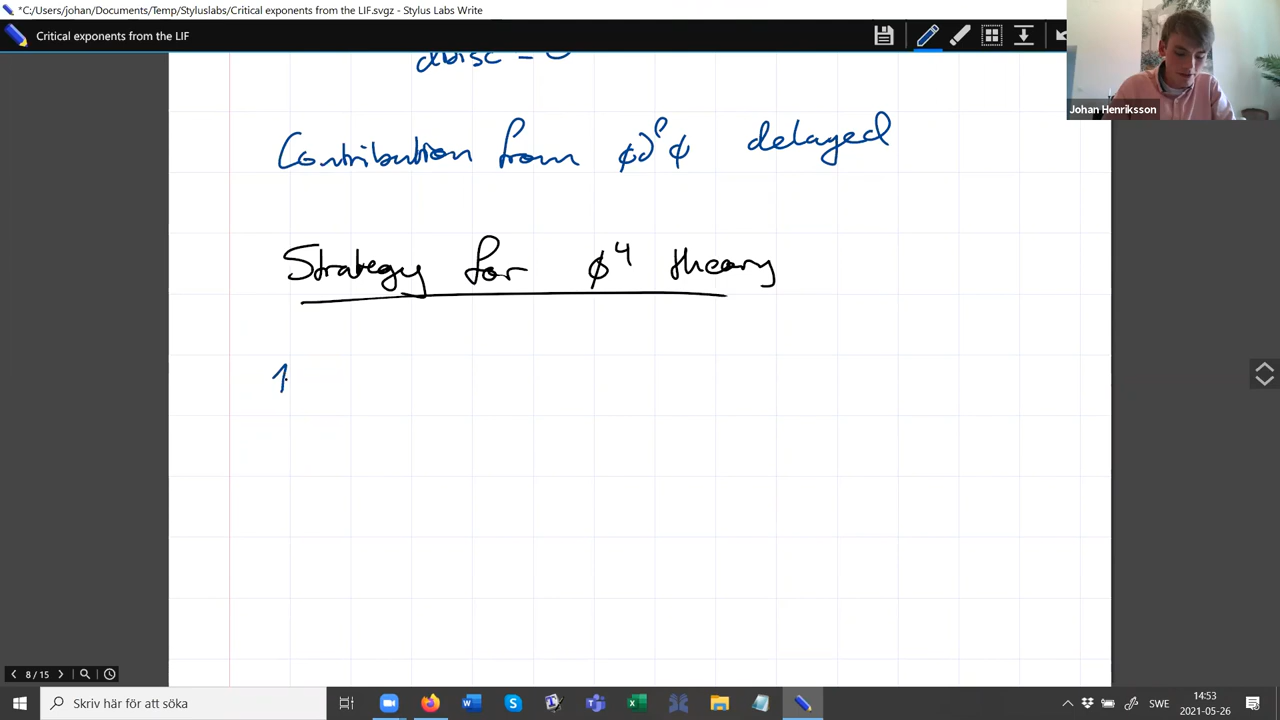 *C:/Users/johan/Documents/Temp/Styluslabs/Critical exponents from the LIF.svgz - Stylus Labs Write
Critical exponents from the LIF
Johan Henriksson
Contribution from φ∂ˡφ delayed
Strategy for φ⁴ theory
1
8 / 15
Skriv här för att söka
SWE
14:53
2021-05-26